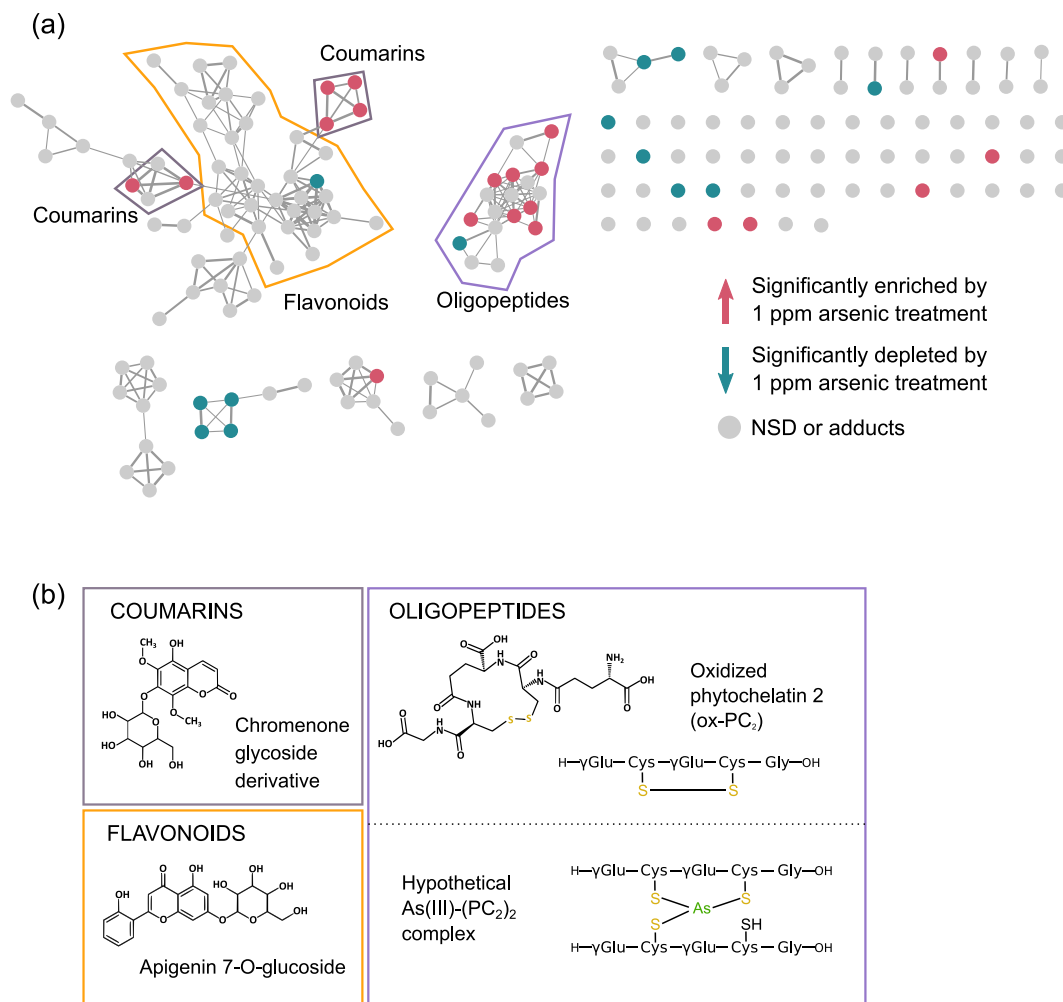 (a)
Coumarins
Coumarins
Flavonoids
Oligopeptides
Significantly enriched by
1 ppm arsenic treatment
Significantly depleted by
1 ppm arsenic treatment
NSD or adducts
(b)
COUMARINS
OH
CH3
O
O
O
O
O
CH3
HO
O
HO
OH
OH
Chromenone
glycoside
derivative
FLAVONOIDS
O
OH
OH
O
O
HO
OH
OH
O
OH
Apigenin 7-O-glucoside
OLIGOPEPTIDES
O
OH
H
N
O
O
NH
O
H
N
HO
O
O
S
S
N
H
O
NH2
OH
O
Oxidized
phytochelatin 2
(ox-PC2)
H—γGlu—Cys—γGlu—Cys—Gly—OH
S
S
Hypothetical
As(III)-(PC2)2
complex
H—γGlu—Cys—γGlu—Cys—Gly—OH
S
S
As
S
SH
H—γGlu—Cys—γGlu—Cys—Gly—OH